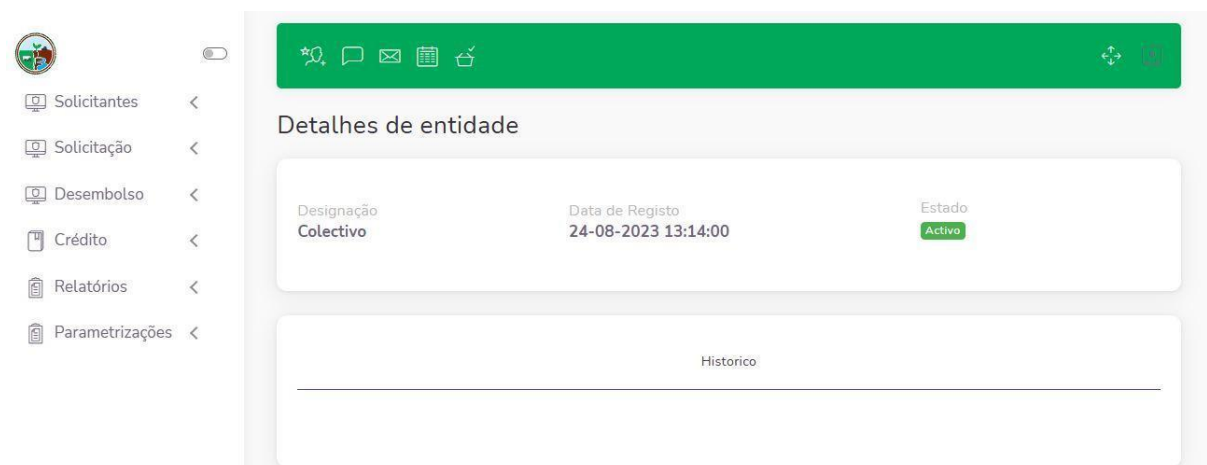 Solicitantes
Solicitação
Desembolso
Crédito
Relatórios
Parametrizações
Detalhes de entidade
Designação
Colectivo
Data de Registo
24-08-2023 13:14:00
Estado
Activo
Historico